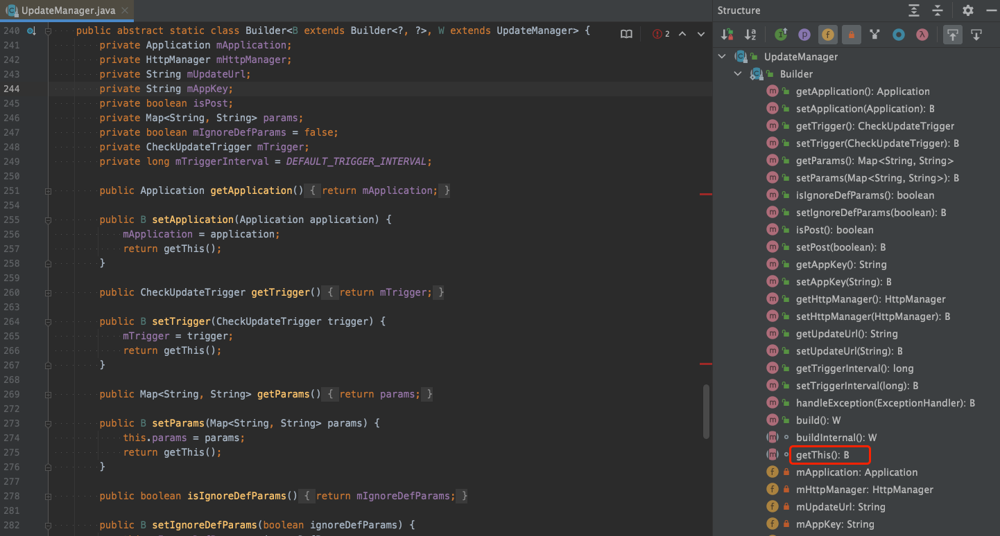 UpdateManager.java
240 public abstract static class Builder<B extends Builder<?, ?>, W extends UpdateManager> {
241 private Application mApplication;
242 private HttpManager mHttpManager;
243 private String mUpdateUrl;
244 private String mAppKey;
245 private boolean isPost;
246 private Map<String, String> params;
247 private boolean mIgnoreDefParams = false;
248 private CheckUpdateTrigger mTrigger;
249 private long mTriggerInterval = DEFAULT_TRIGGER_INTERVAL;
250
251 public Application getApplication() { return mApplication; }
254
255 public B setApplication(Application application) {
256 mApplication = application;
257 return getThis();
258 }
259
260 public CheckUpdateTrigger getTrigger() { return mTrigger; }
263
264 public B setTrigger(CheckUpdateTrigger trigger) {
265 mTrigger = trigger;
266 return getThis();
267 }
268
269 public Map<String, String> getParams() { return params; }
272
273 public B setParams(Map<String, String> params) {
274 this.params = params;
275 return getThis();
276 }
277
278 public boolean isIgnoreDefParams() { return mIgnoreDefParams; }
281
282 public B setIgnoreDefParams(boolean ignoreDefParams) {
2
Structure
UpdateManager
Builder
getApplication(): Application
setApplication(Application): B
getTrigger(): CheckUpdateTrigger
setTrigger(CheckUpdateTrigger): B
getParams(): Map<String, String>
setParams(Map<String, String>): B
isIgnoreDefParams(): boolean
setIgnoreDefParams(boolean): B
isPost(): boolean
setPost(boolean): B
getAppKey(): String
setAppKey(String): B
getHttpManager(): HttpManager
setHttpManager(HttpManager): B
getUpdateUrl(): String
setUpdateUrl(String): B
getTriggerInterval(): long
setTriggerInterval(long): B
handleException(ExceptionHandler): B
build(): W
buildInternal(): W
getThis(): B
mApplication: Application
mHttpManager: HttpManager
mUpdateUrl: String
mAppKey: String